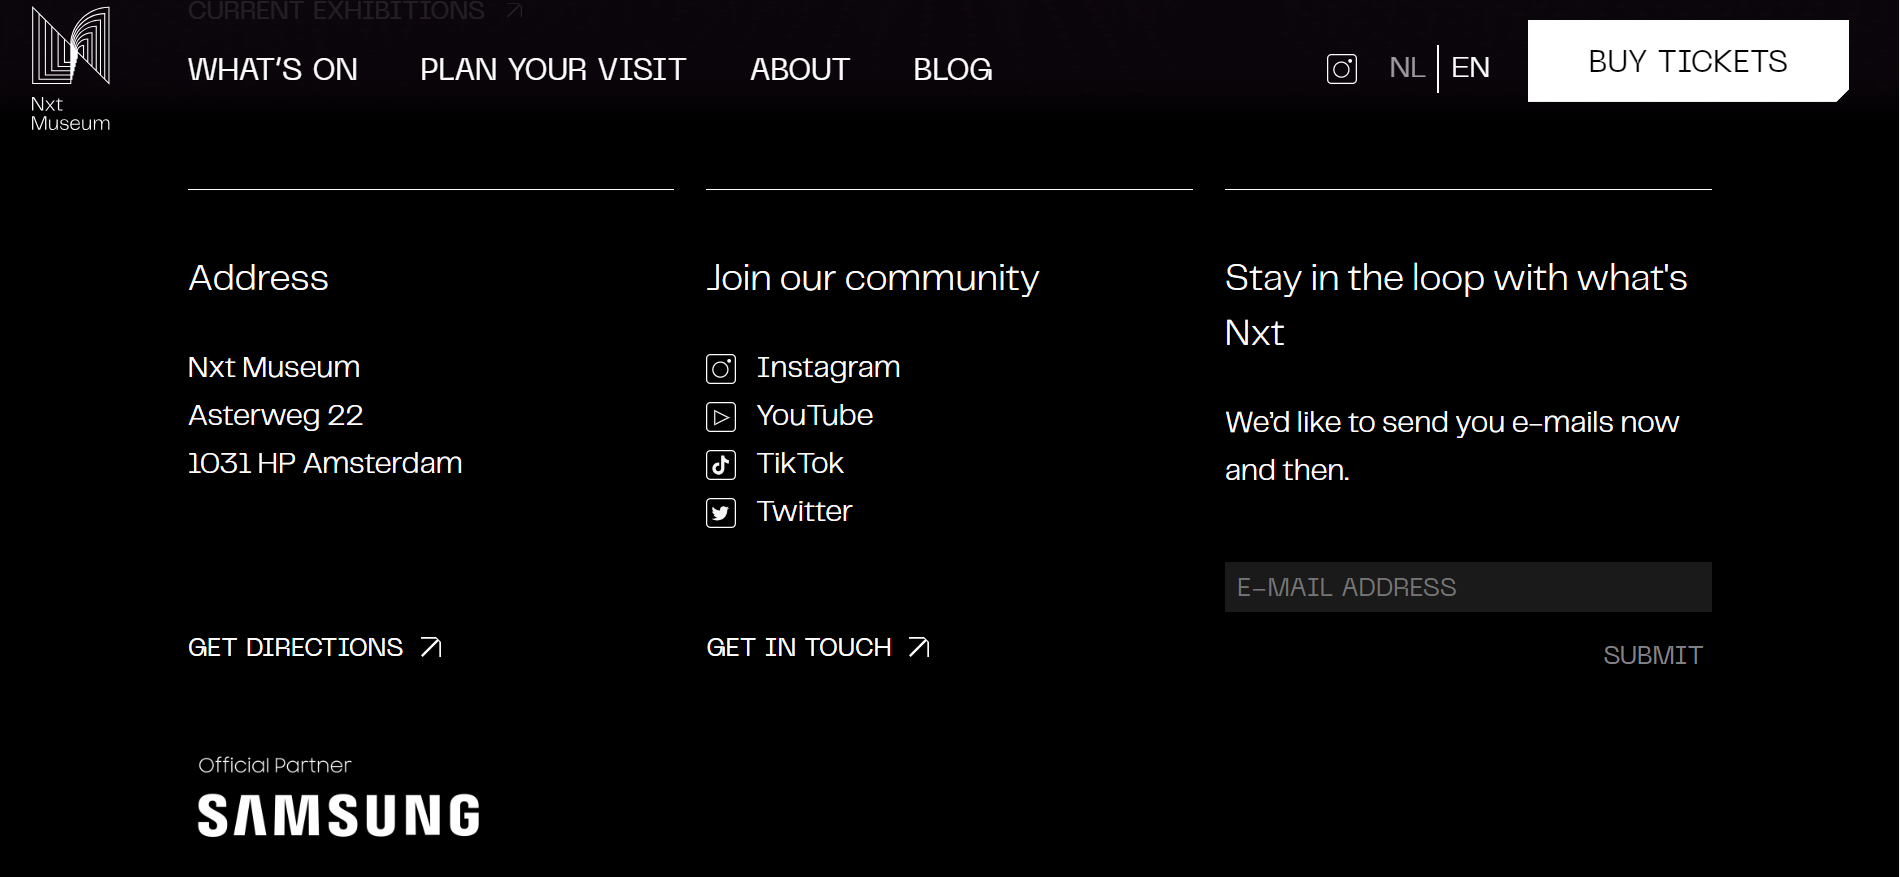 CURRENT EXHIBITIONS
WHAT'S ON
PLAN YOUR VISIT
ABOUT
BLOG
NL
EN
BUY TICKETS
Nxt
Museum
Address
Nxt Museum
Asterweg 22
1031 HP Amsterdam
GET DIRECTIONS
Join our community
Instagram
YouTube
TikTok
Twitter
GET IN TOUCH
Stay in the loop with what's
Nxt
We’d like to send you e-mails now
and then.
E-MAIL ADDRESS
SUBMIT
Official Partner
SAMSUNG